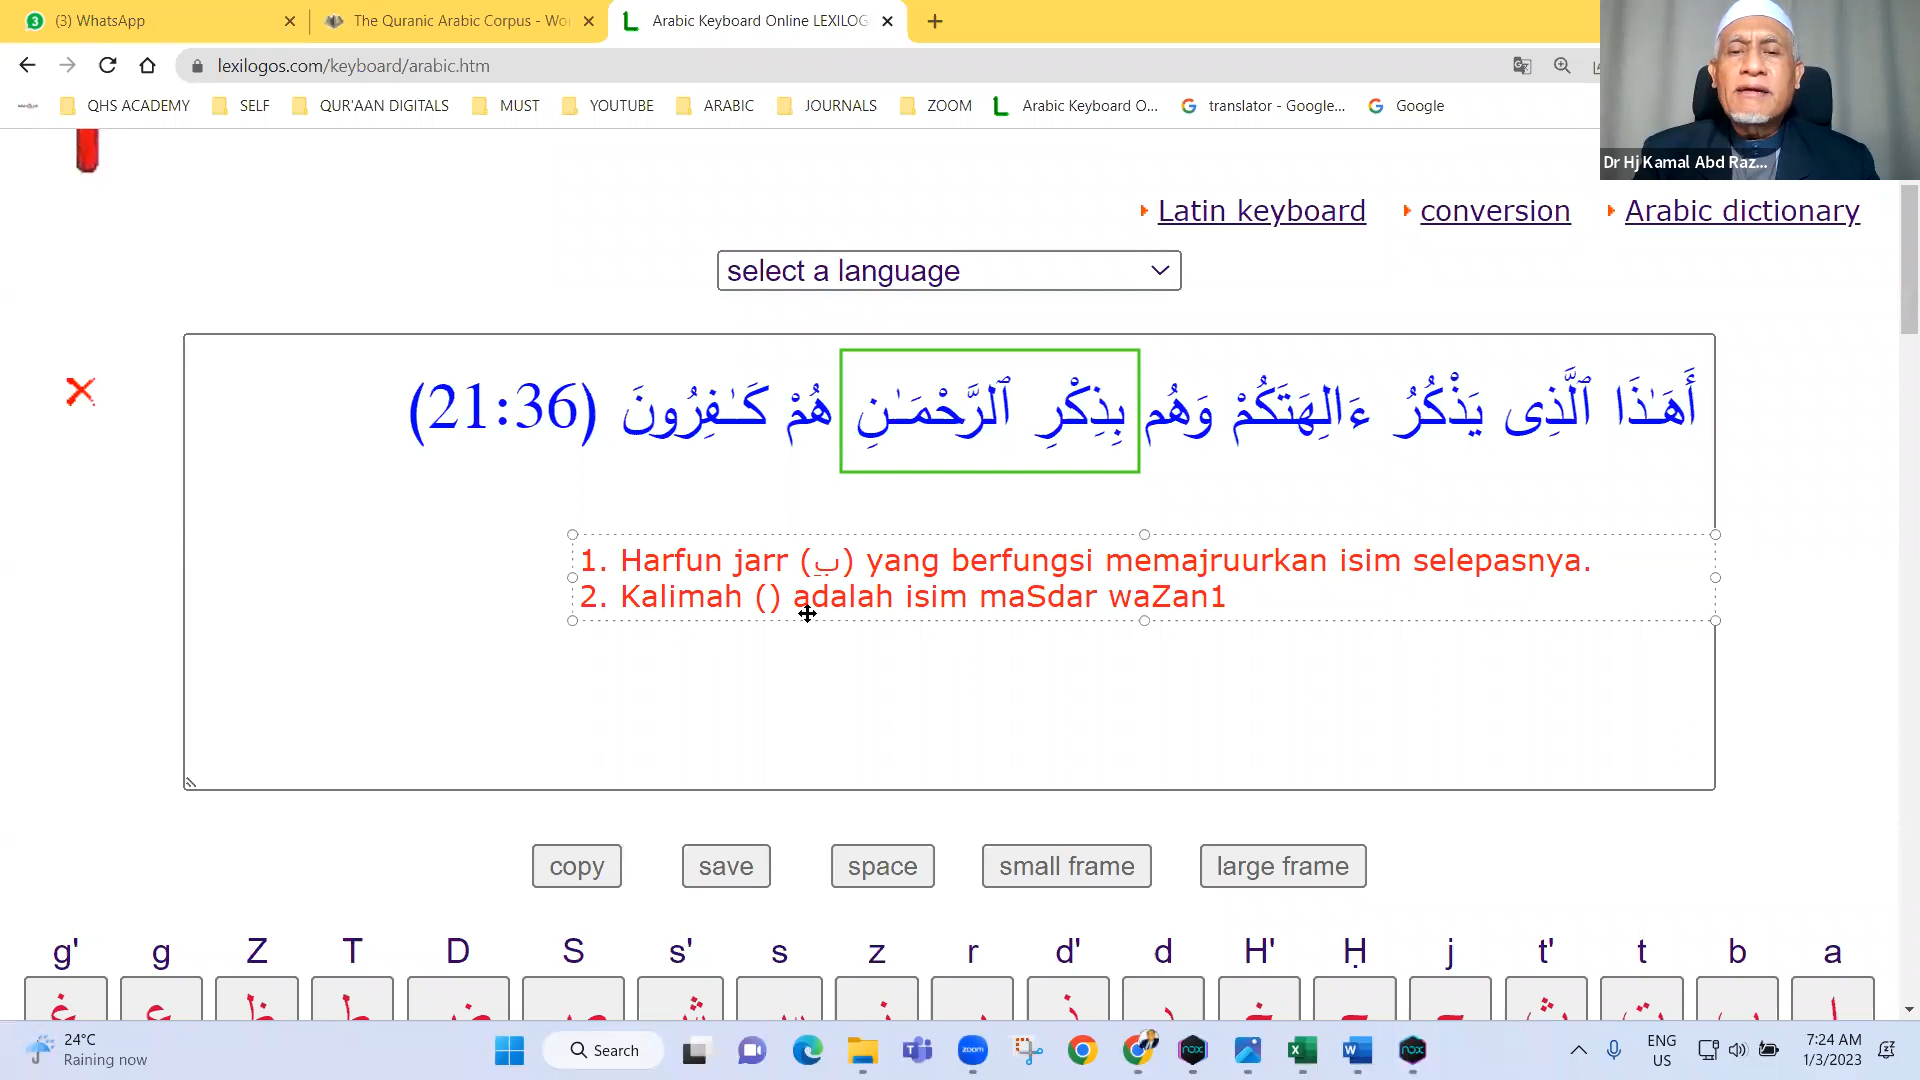 3 (3) WhatsApp
The Quranic Arabic Corpus - Wo
Arabic Keyboard Online LEXILOG
lexilogos.com/keyboard/arabic.htm
QHS ACADEMY SELF QUR'AAN DIGITALS MUST YOUTUBE ARABIC JOURNALS ZOOM Arabic Keyboard O... translator - Google... Google
Dr Hj Kamal Abd Raz...
Latin keyboard conversion Arabic dictionary
select a language
أَهَـٰذَا ٱلَّذِى يَذْكُرُ ءَالِهَتَكُمْ وَهُم بِذِكْرِ ٱلرَّحْمَـٰنِ هُمْ كَـٰفِرُونَ (21:36)
1. Harfun jarr (بِ) yang berfungsi memajruurkan isim selepasnya.
2. Kalimah () adalah isim maSdar waZan1
copy save space small frame large frame
g' g Z T D S s' s z r d' d H' Ḥ j t' t b a
غ ع ظ ط ض ص ش س ز ر ذ د خ ح ج ث ت ب ا
24°C
Raining now
Search
zoom
ENG
US
7:24 AM
1/3/2023